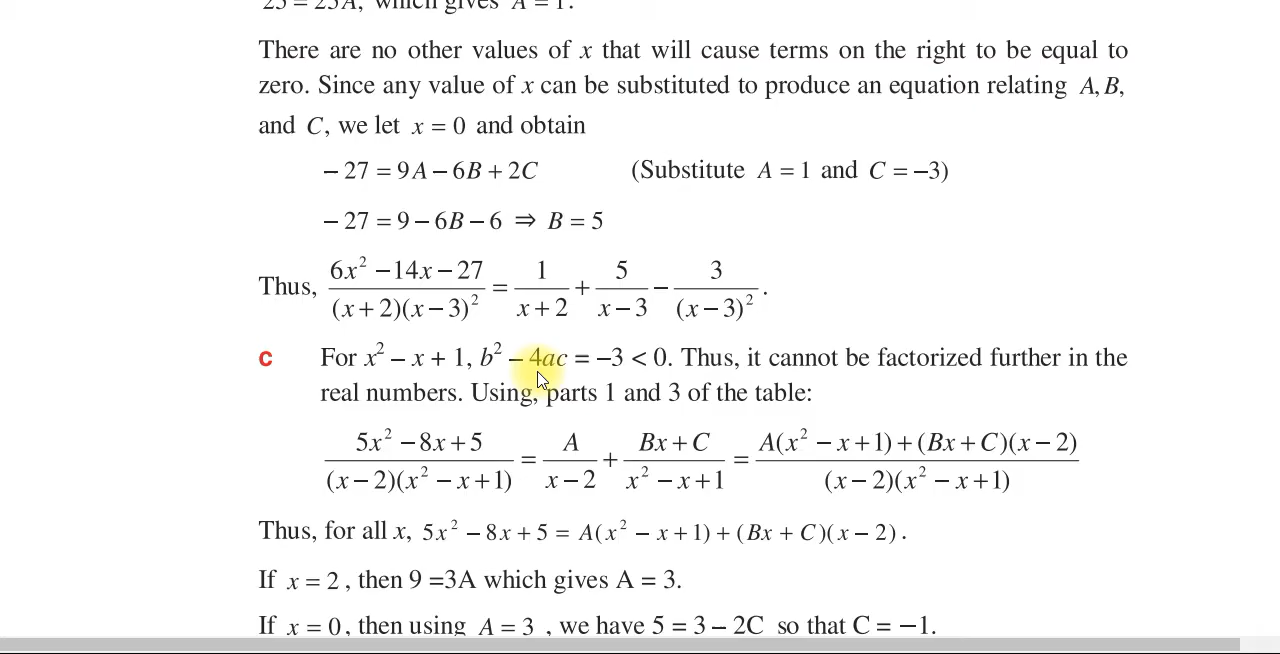 25 = 25A, which gives A = 1.
There are no other values of x that will cause terms on the right to be equal to
zero. Since any value of x can be substituted to produce an equation relating A, B,
and C, we let x = 0 and obtain
– 27 = 9A – 6B + 2C (Substitute A = 1 and C = –3)
– 27 = 9 – 6B – 6 ⇒ B = 5
Thus, (6x² – 14x – 27)/((x + 2)(x – 3)²) = 1/(x + 2) + 5/(x – 3) – 3/(x – 3)².
c For x² – x + 1, b² – 4ac = –3 < 0. Thus, it cannot be factorized further in the
real numbers. Using, parts 1 and 3 of the table:
(5x² – 8x + 5)/((x – 2)(x² – x + 1)) = A/(x – 2) + (Bx + C)/(x² – x + 1) = (A(x² – x + 1) + (Bx + C)(x – 2))/((x – 2)(x² – x + 1))
Thus, for all x, 5x² – 8x + 5 = A(x² – x + 1) + (Bx + C)(x – 2).
If x = 2, then 9 =3A which gives A = 3.
If x = 0, then using A = 3 , we have 5 = 3 – 2C so that C = –1.